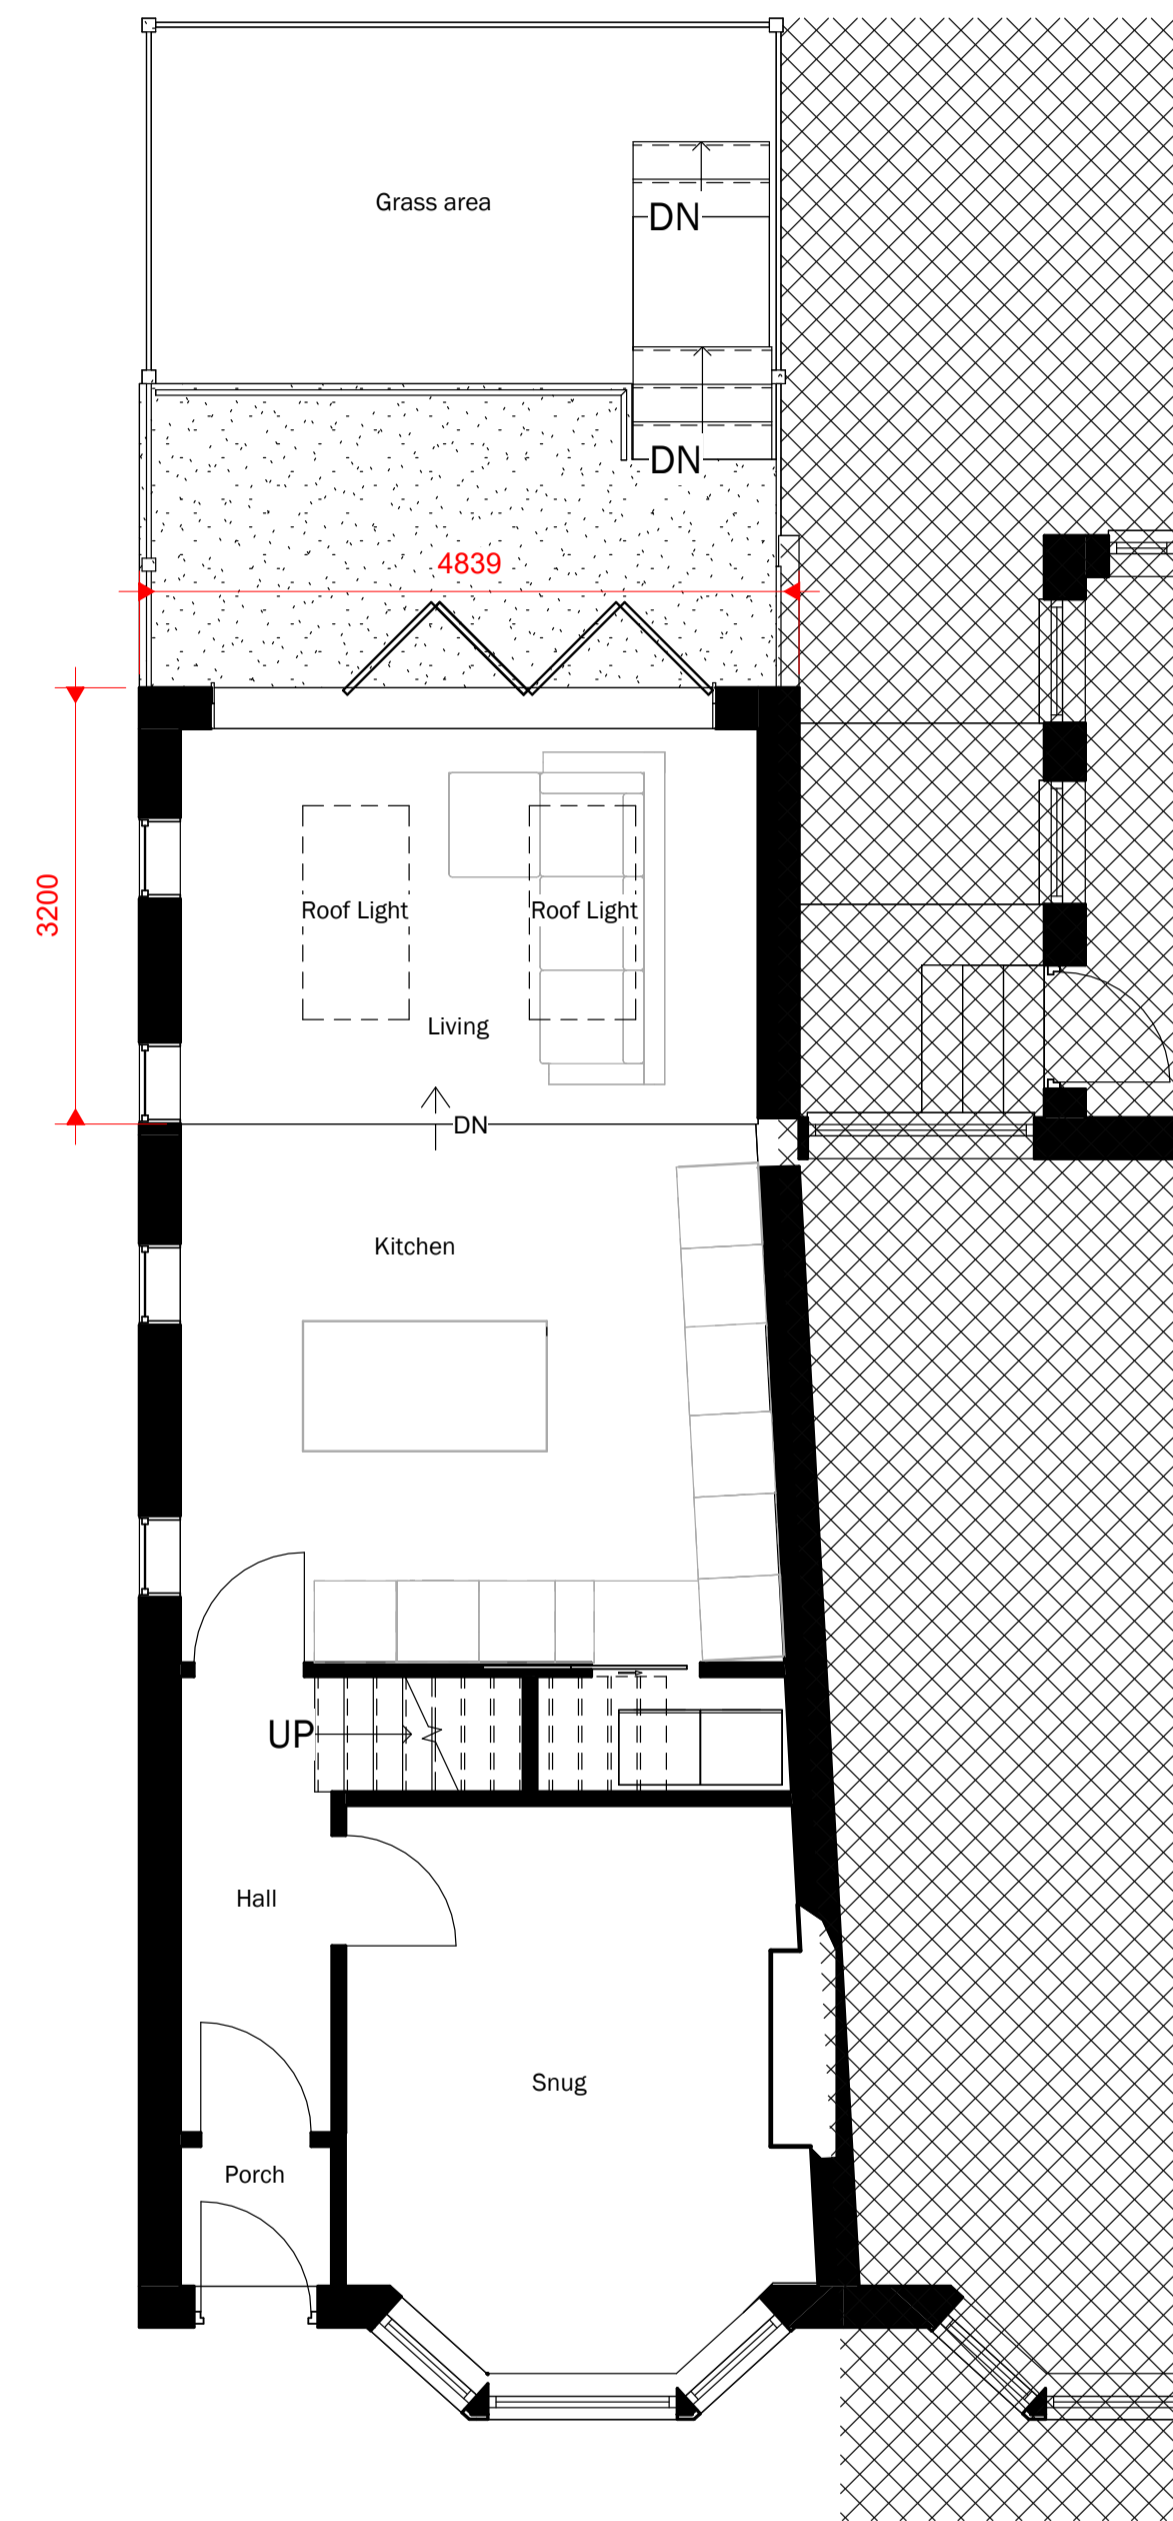 Grass area
DN
DN
4839
3200
Roof Light
Roof Light
Living
DN
Kitchen
UP
Hall
Snug
Porch